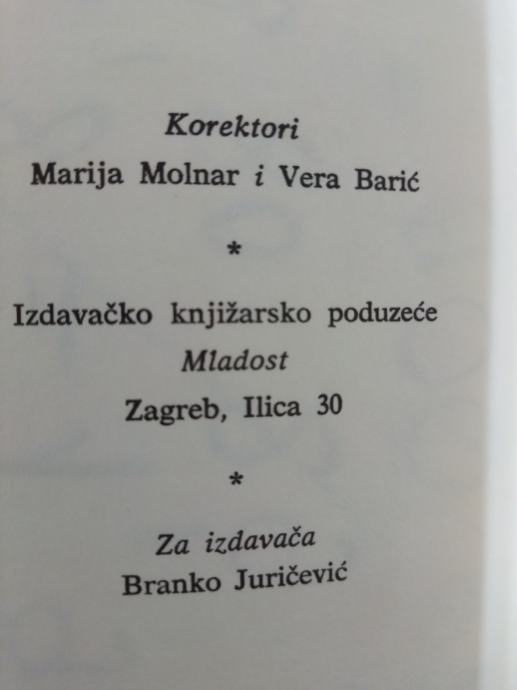 Korektori
Marija Molnar i Vera Barić
*
Izdavačko knjižarsko poduzeće
Mladost
Zagreb, Ilica 30
*
Za izdavača
Branko Juričević